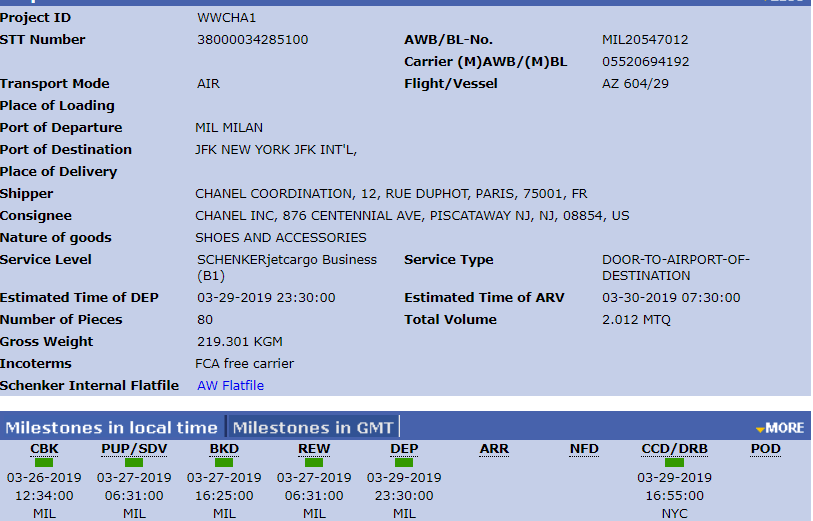 Project ID WWCHA1
STT Number 38000034285100 AWB/BL-No. MIL20547012
Carrier (M)AWB/(M)BL 05520694192
Transport Mode AIR Flight/Vessel AZ 604/29
Place of Loading
Port of Departure MIL MILAN
Port of Destination JFK NEW YORK JFK INT'L,
Place of Delivery
Shipper CHANEL COORDINATION, 12, RUE DUPHOT, PARIS, 75001, FR
Consignee CHANEL INC, 876 CENTENNIAL AVE, PISCATAWAY NJ, NJ, 08854, US
Nature of goods SHOES AND ACCESSORIES
Service Level SCHENKERjetcargo Business Service Type DOOR-TO-AIRPORT-OF-
(B1) DESTINATION
Estimated Time of DEP 03-29-2019 23:30:00 Estimated Time of ARV 03-30-2019 07:30:00
Number of Pieces 80 Total Volume 2.012 MTQ
Gross Weight 219.301 KGM
Incoterms FCA free carrier
Schenker Internal Flatfile AW Flatfile
Milestones in local time Milestones in GMT MORE
CBK PUP/SDV BKD REW DEP ARR NFD CCD/DRB POD
03-26-2019 03-27-2019 03-27-2019 03-27-2019 03-29-2019 03-29-2019
12:34:00 06:31:00 16:25:00 06:31:00 23:30:00 16:55:00
MIL MIL MIL MIL MIL NYC